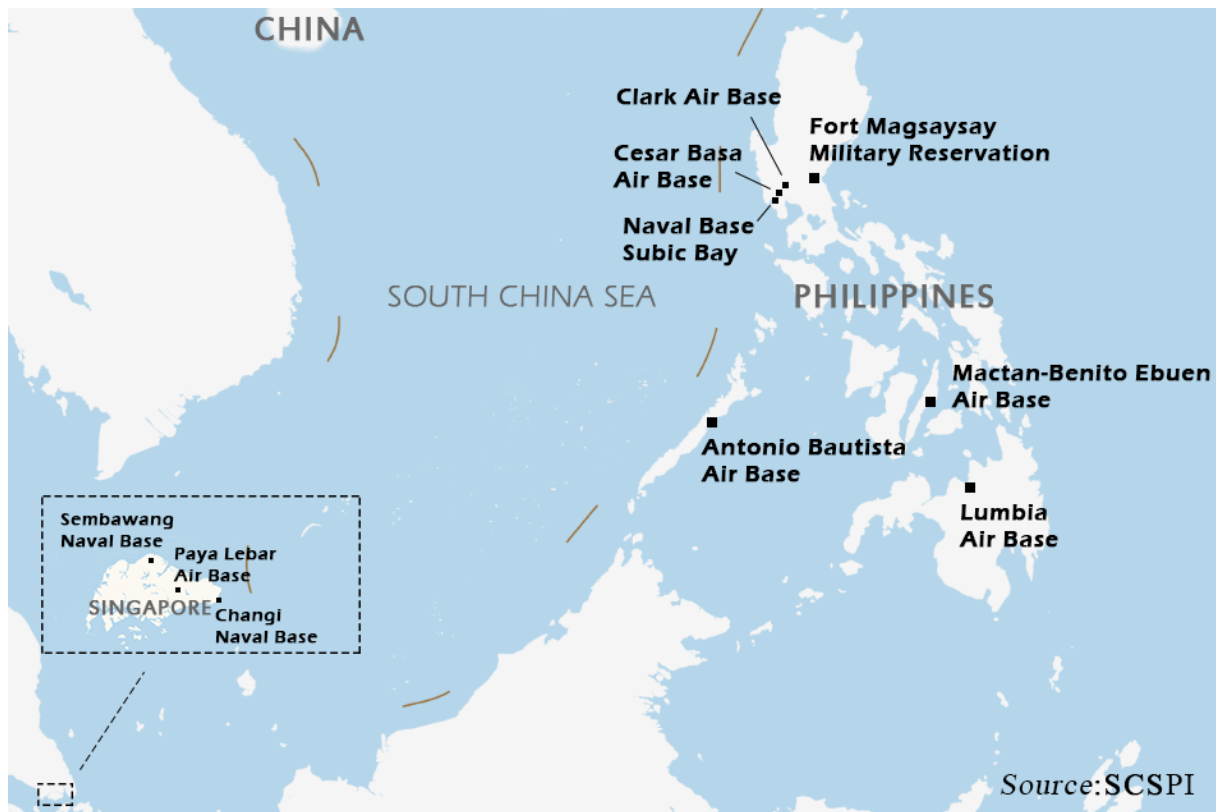 CHINA
Clark Air Base
Fort Magsaysay
Military Reservation
Cesar Basa
Air Base
Naval Base
Subic Bay
SOUTH CHINA SEA
PHILIPPINES
Mactan-Benito Ebuen
Air Base
Antonio Bautista
Air Base
Lumbia
Air Base
Sembawang
Naval Base
Paya Lebar
Air Base
SINGAPORE
Changi
Naval Base
Source:SCSPI